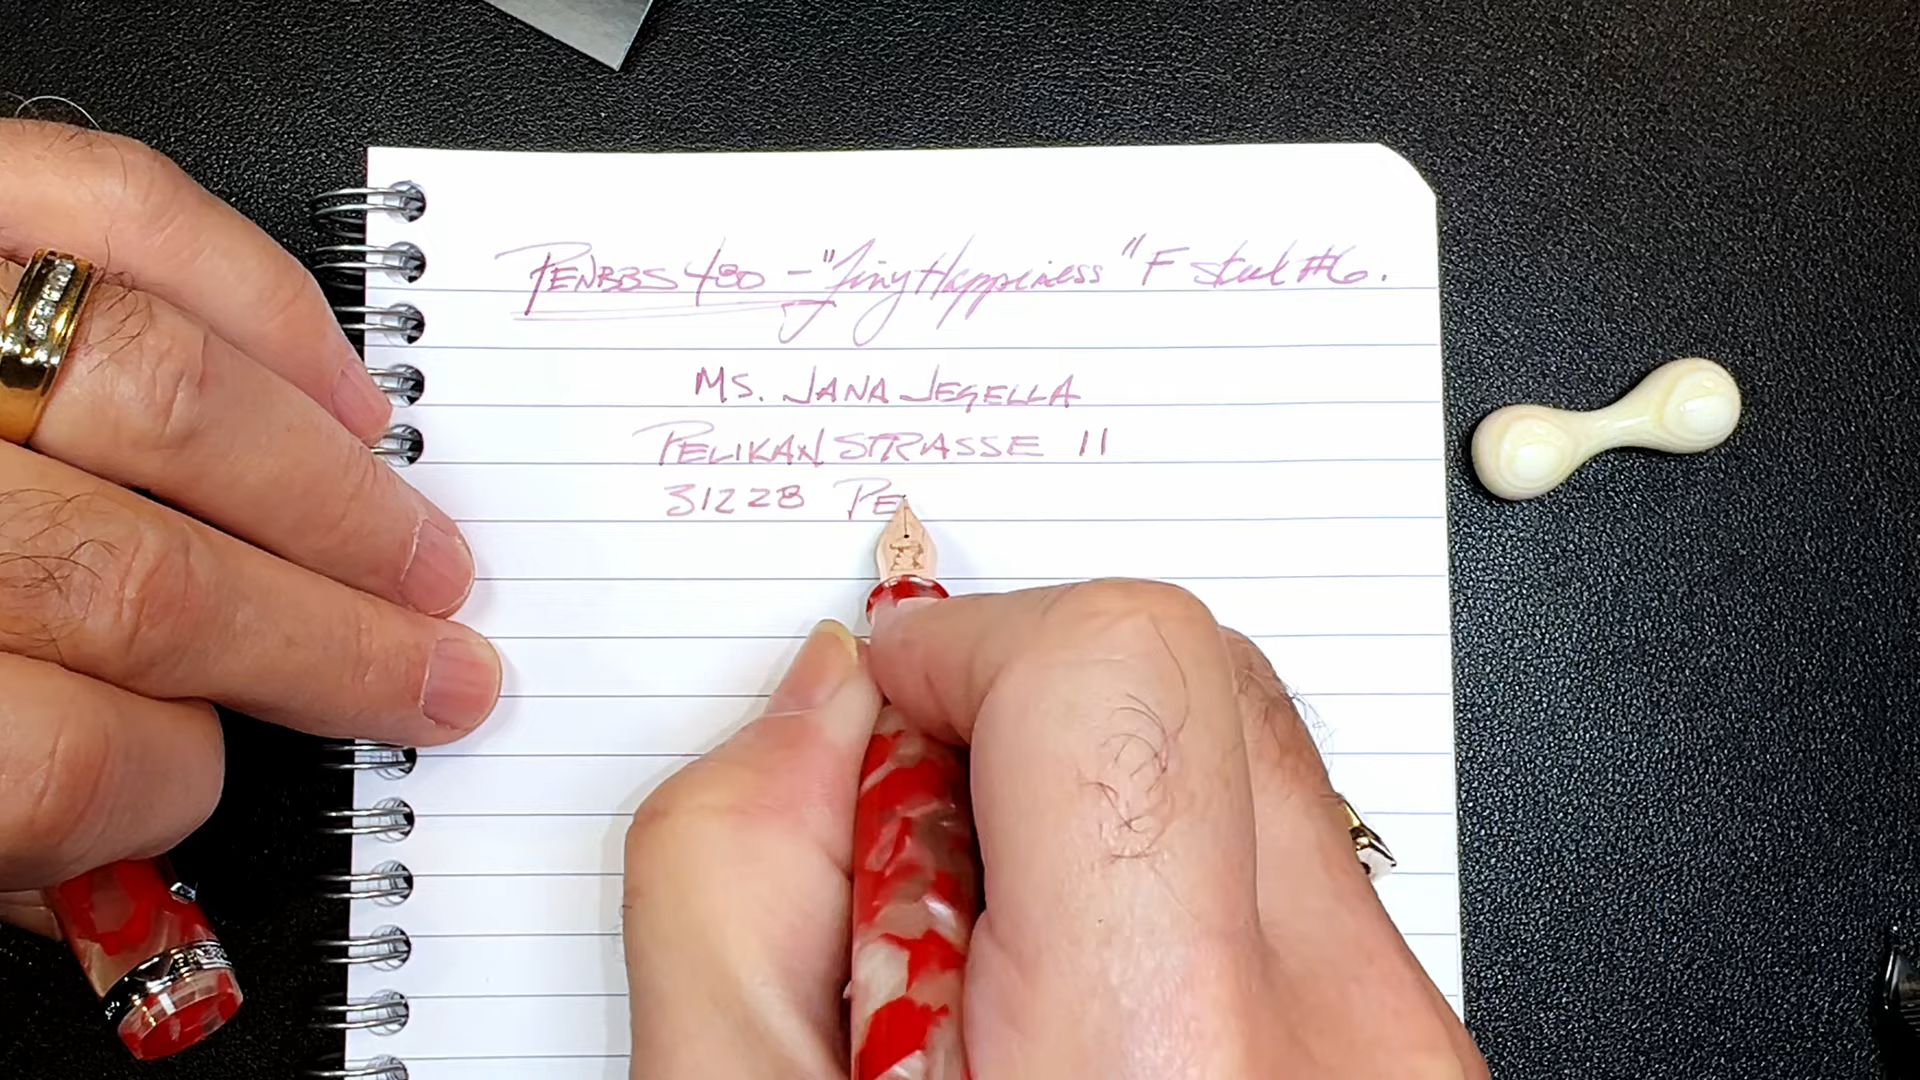 PENBBS 480 - "Tiny Happiness" F steel #6.
MS. JANA JEGELLA
PELIKANSTRASSE 11
31228 PE